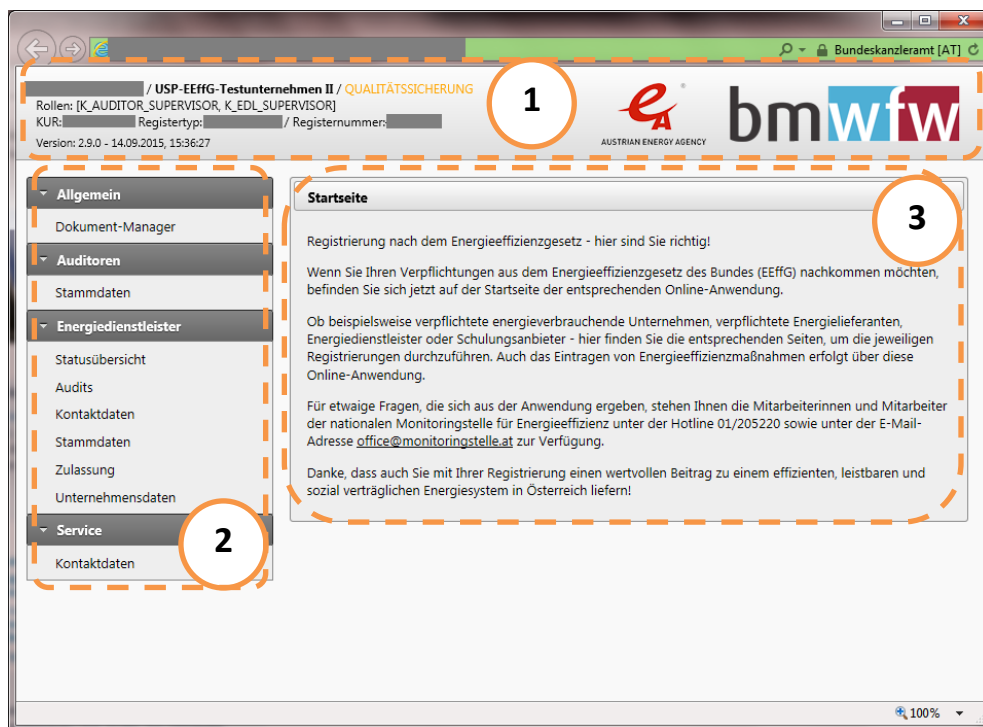 Bundeskanzleramt [AT]
/ USP-EEffG-Testunternehmen II / QUALITÄTSSICHERUNG
Rollen: [K_AUDITOR_SUPERVISOR, K_EDL_SUPERVISOR]
KUR: Registertyp: / Registernummer:
Version: 2.9.0 - 14.09.2015, 15:36:27
1
AUSTRIAN ENERGY AGENCY
bmwfw
Allgemein
Dokument-Manager
Auditoren
Stammdaten
Energiedienstleister
Statusübersicht
Audits
Kontaktdaten
Stammdaten
Zulassung
Unternehmensdaten
Service
Kontaktdaten
2
Startseite
3
Registrierung nach dem Energieeffizienzgesetz - hier sind Sie richtig!
Wenn Sie Ihren Verpflichtungen aus dem Energieeffizienzgesetz des Bundes (EEffG) nachkommen möchten,
befinden Sie sich jetzt auf der Startseite der entsprechenden Online-Anwendung.
Ob beispielsweise verpflichtete energieverbrauchende Unternehmen, verpflichtete Energielieferanten,
Energiedienstleister oder Schulungsanbieter - hier finden Sie die entsprechenden Seiten, um die jeweiligen
Registrierungen durchzuführen. Auch das Eintragen von Energieeffizienzmaßnahmen erfolgt über diese
Online-Anwendung.
Für etwaige Fragen, die sich aus der Anwendung ergeben, stehen Ihnen die Mitarbeiterinnen und Mitarbeiter
der nationalen Monitoringstelle für Energieeffizienz unter der Hotline 01/205220 sowie unter der E-Mail-
Adresse office@monitoringstelle.at zur Verfügung.
Danke, dass auch Sie mit Ihrer Registrierung einen wertvollen Beitrag zu einem effizienten, leistbaren und
sozial verträglichen Energiesystem in Österreich liefern!
100%